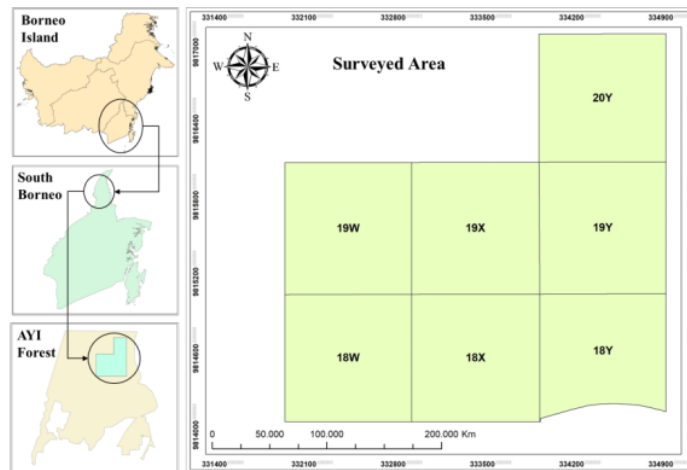 Borneo
Island
South
Borneo
AYI
Forest
331400 332100 332800 333500 334200 334900
9817000
9816400
9815800
9815200
9814600
9814000
N
W E
S
Surveyed Area
20Y
19W 19X 19Y
18W 18X 18Y
0 50.000 100.000 200.000 Km
331400 332100 332800 333500 334200 334900